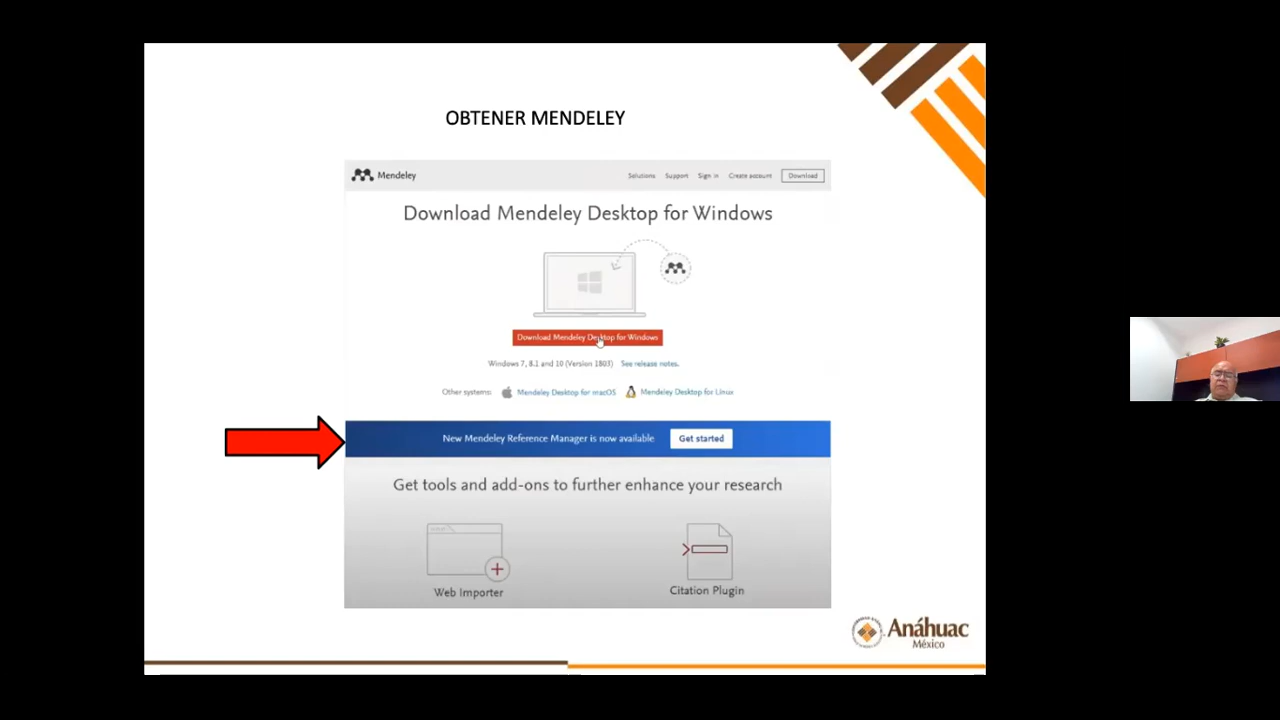 OBTENER MENDELEY
Mendeley
Solutions Support Sign in Create account Download
Download Mendeley Desktop for Windows
Download Mendeley Desktop for Windows
Windows 7, 8.1 and 10 (Version 1803) See release notes.
Other systems: Mendeley Desktop for macOS Mendeley Desktop for Linux
New Mendeley Reference Manager is now available Get started
Get tools and add-ons to further enhance your research
Web Importer
Citation Plugin
Anáhuac
México